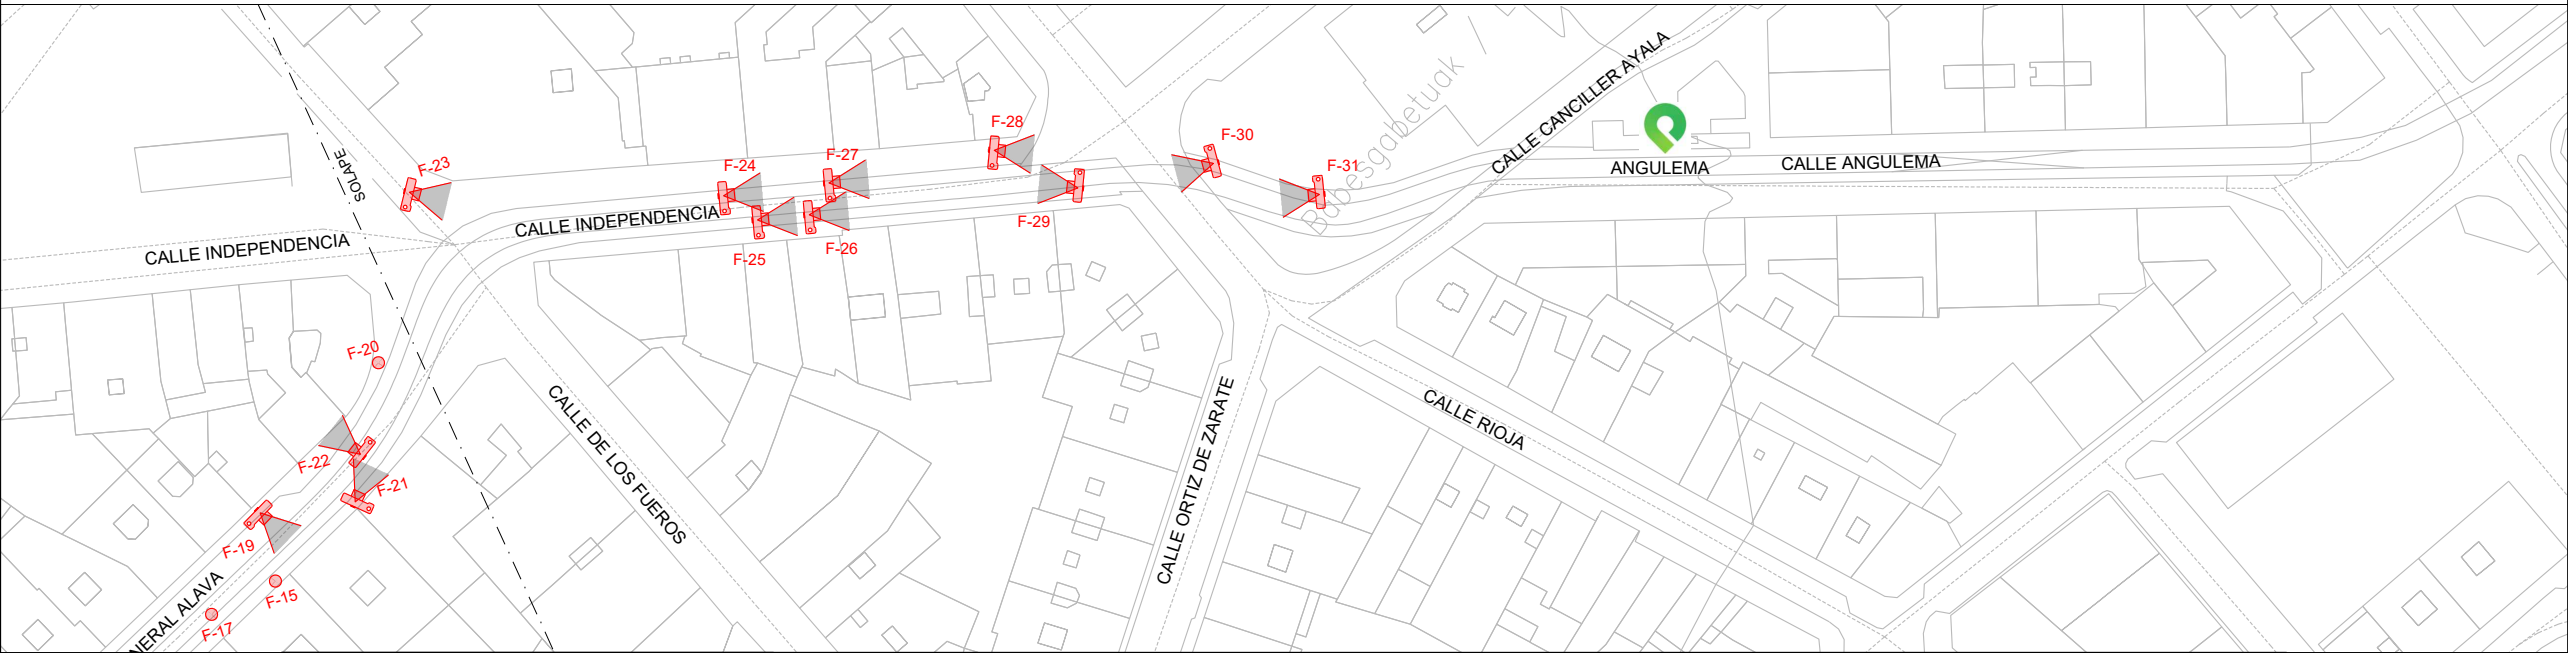 CALLE CANCILLER AYALA
F-28
F-30
F-27
F-24
F-23
F-31
SOLAPE
ANGULEMA
CALLE ANGULEMA
Babesgabetuak
CALLE INDEPENDENCIA
CALLE INDEPENDENCIA
F-29
F-26
F-25
F-20
CALLE DE LOS FUEROS
CALLE ORTIZ DE ZARATE
CALLE RIOJA
F-22
F-21
F-19
F-15
F-17
NERAL ALAVA